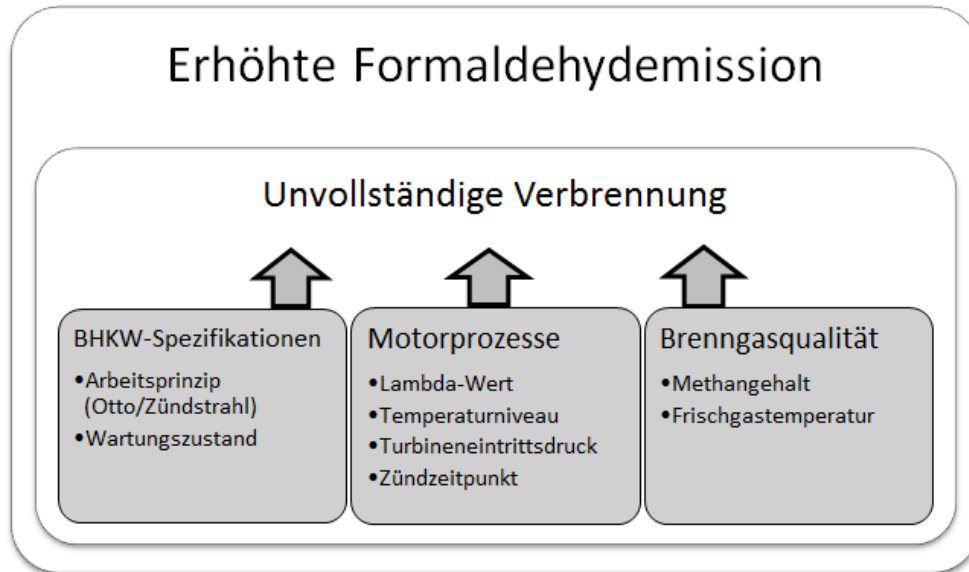 Erhöhte Formaldehydemission
Unvollständige Verbrennung
BHKW-Spezifikationen
•Arbeitsprinzip
(Otto/Zündstrahl)
•Wartungszustand
Motorprozesse
•Lambda-Wert
•Temperaturniveau
•Turbineneintrittsdruck
•Zündzeitpunkt
Brenngasqualität
•Methangehalt
•Frischgastemperatur